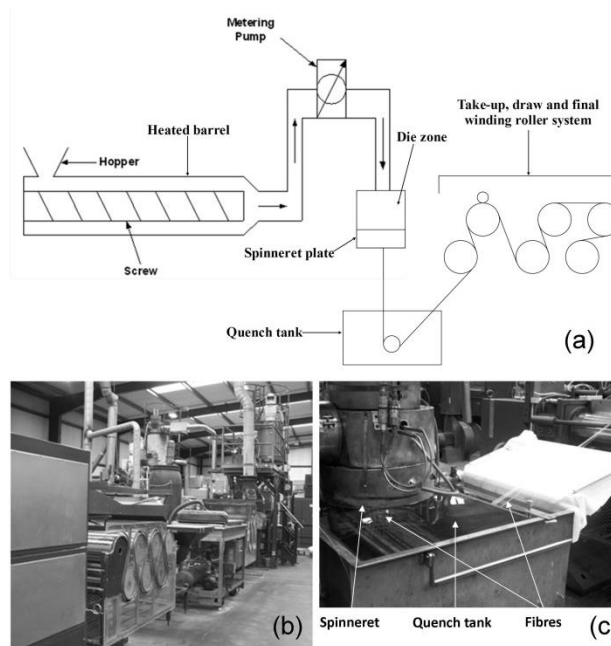 Metering
Pump
Take-up, draw and final
winding roller system
Heated barrel
Die zone
Hopper
Spinneret plate
Screw
Quench tank
(a)
(b)
Spinneret Quench tank Fibres
(c)